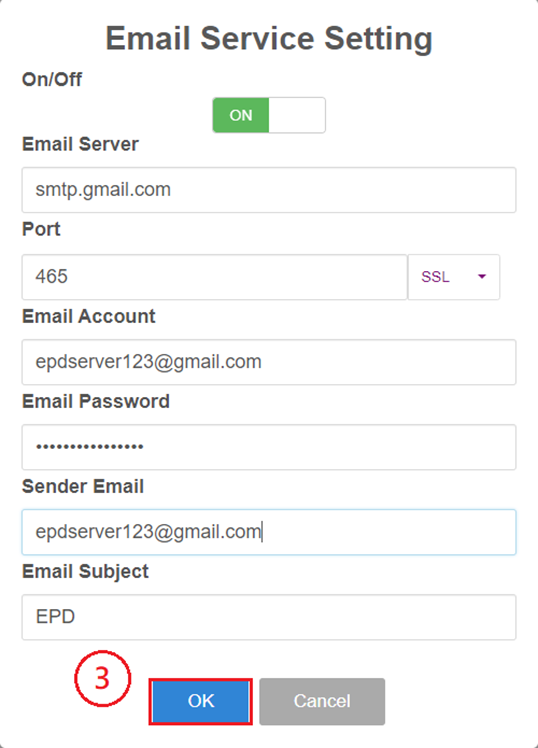 Email Service Setting
On/Off
ON
Email Server
smtp.gmail.com
Port
465 SSL
Email Account
epdserver123@gmail.com
Email Password
••••••••••••••••
Sender Email
epdserver123@gmail.com
Email Subject
EPD
3 OK Cancel